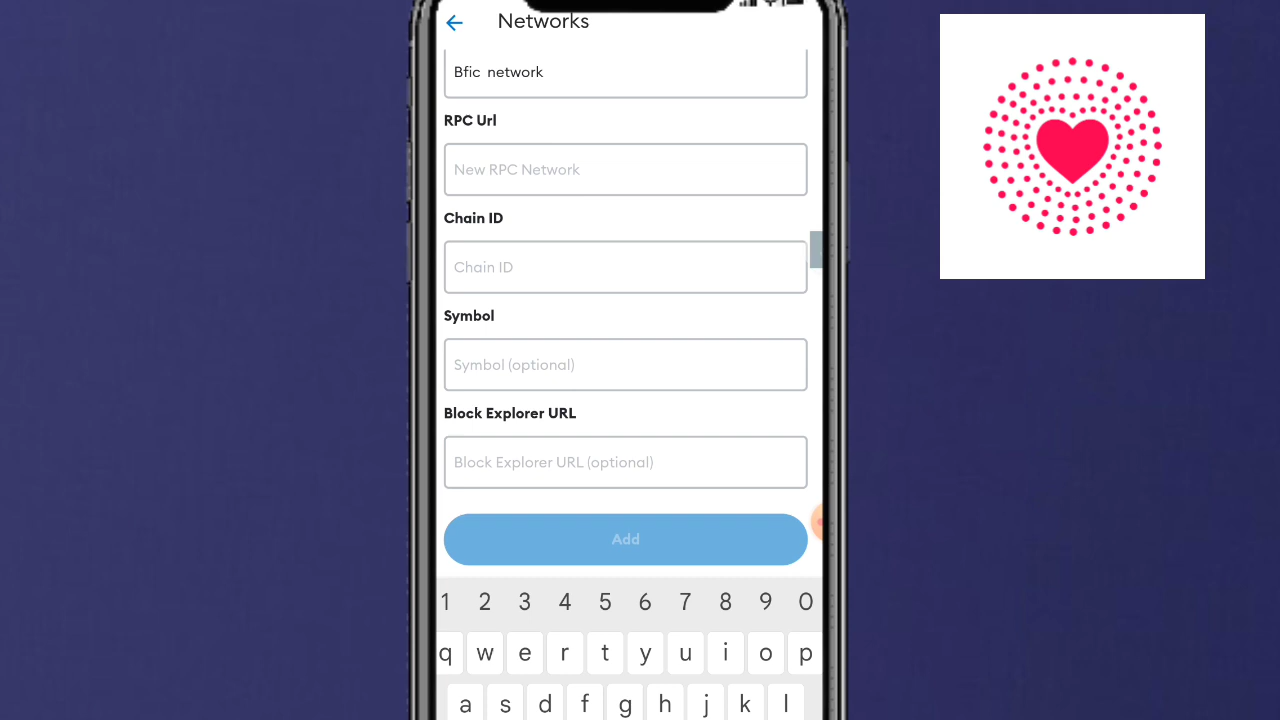 Networks
Bfic network
RPC Url
New RPC Network
Chain ID
Chain ID
Symbol
Symbol (optional)
Block Explorer URL
Block Explorer URL (optional)
Add
1 2 3 4 5 6 7 8 9 0
q w e r t y u i o p
a s d f g h j k l